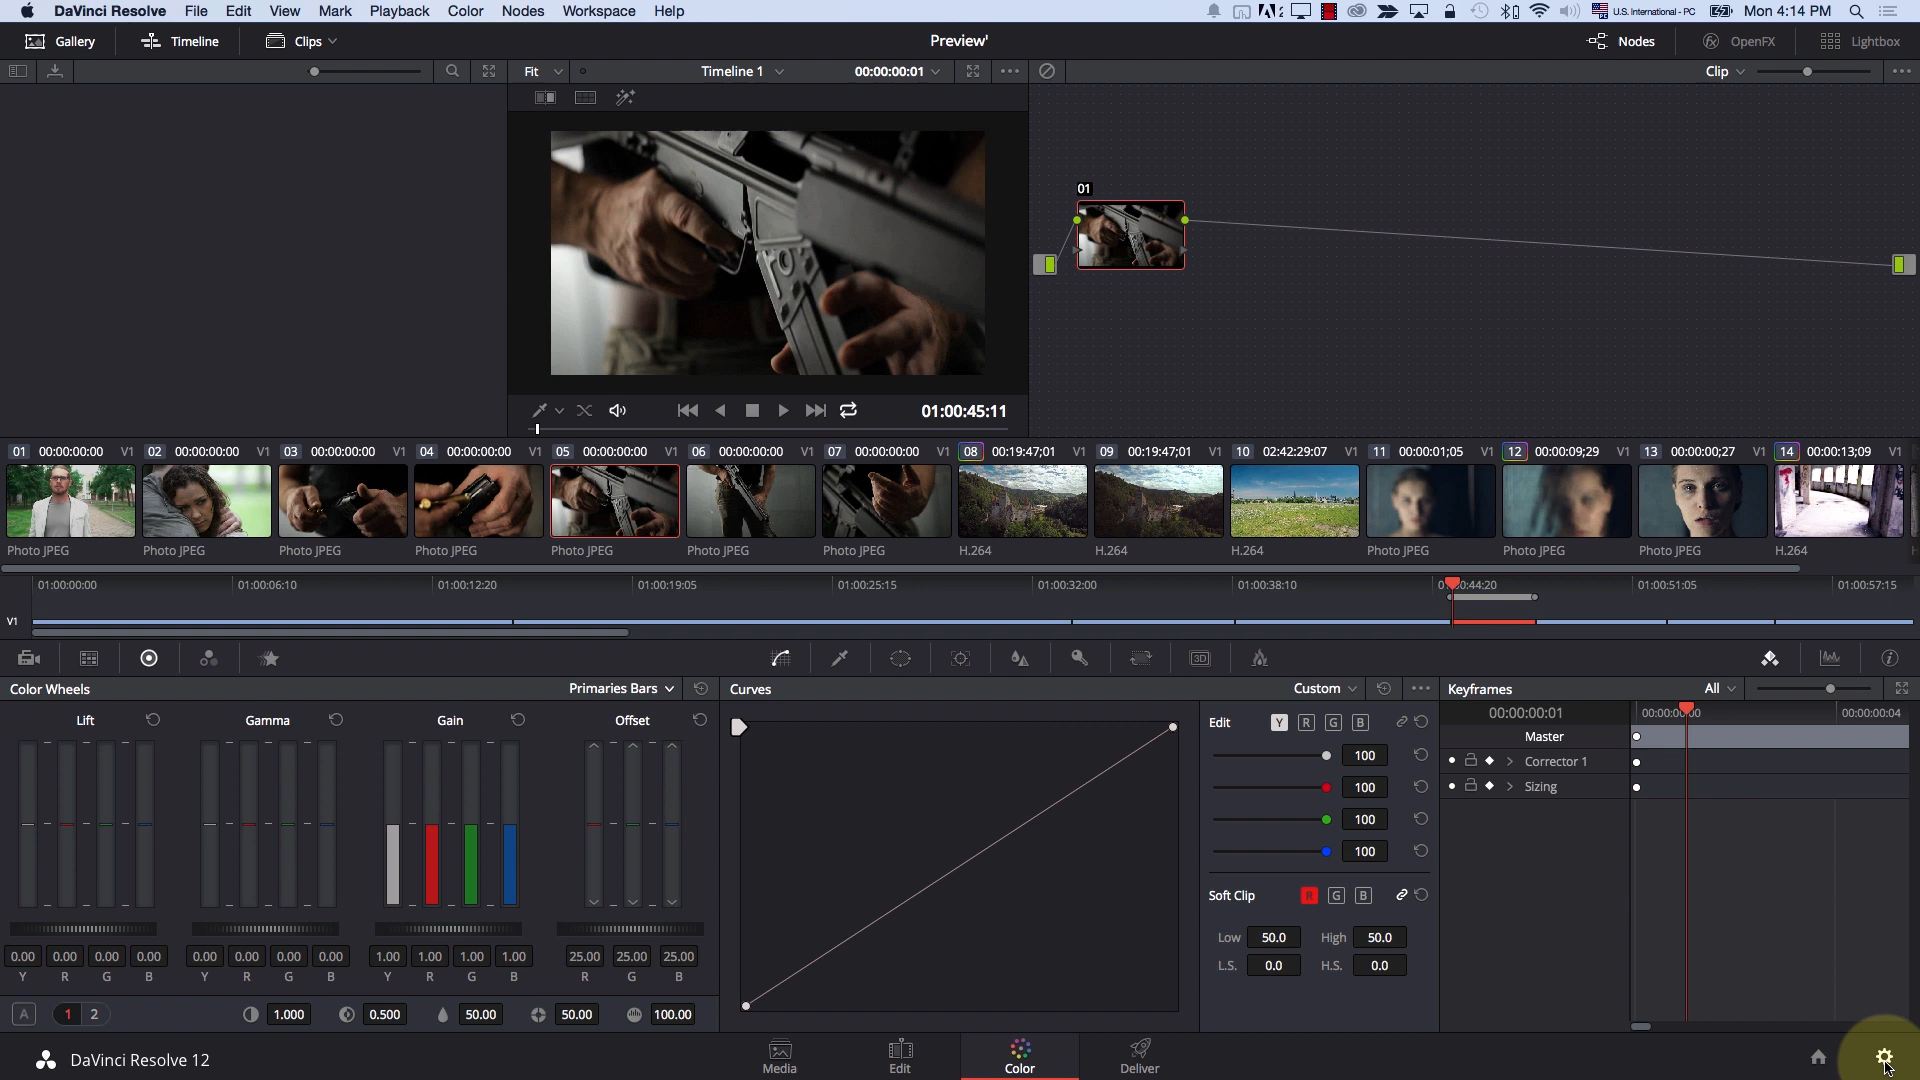 DaVinci Resolve File Edit View Mark Playback Color Nodes Workspace Help U.S. International - PC Mon 4:14 PM
Gallery Timeline Clips Preview' Nodes OpenFX Lightbox
Fit Timeline 1 00:00:00:01 Clip
01
01:00:45:11
01 00:00:00:00 V1 02 00:00:00:00 V1 03 00:00:00:00 V1 04 00:00:00:00 V1 05 00:00:00:00 V1 06 00:00:00:00 V1 07 00:00:00:00 V1 08 00:19:47;01 V1 09 00:19:47;01 V1 10 02:42:29:07 V1 11 00:00:01;05 V1 12 00:00:09;29 V1 13 00:00:00;27 V1 14 00:00:13;09 V1
Photo JPEG Photo JPEG Photo JPEG Photo JPEG Photo JPEG Photo JPEG Photo JPEG H.264 H.264 H.264 Photo JPEG Photo JPEG Photo JPEG H.264
01:00:00:00 01:00:06:10 01:00:12:20 01:00:19:05 01:00:25:15 01:00:32:00 01:00:38:10 01:00:51:05 01:00:57:15
V1
3D
Color Wheels Primaries Bars Curves Custom Keyframes All
Lift Gamma Gain Offset Edit Y R G B 00:00:00:01 00:00:00:04
Master
100
Corrector 1
100
Sizing
100
100
Soft Clip R G B
Low 50.0 High 50.0
0.00 0.00 0.00 0.00 0.00 0.00 0.00 0.00 1.00 1.00 1.00 1.00 25.00 25.00 25.00
L.S. 0.0 H.S. 0.0
Y R G B Y R G B Y R G B R G B
A 1 2 1.000 0.500 50.00 50.00 100.00
DaVinci Resolve 12 Media Edit Color Deliver